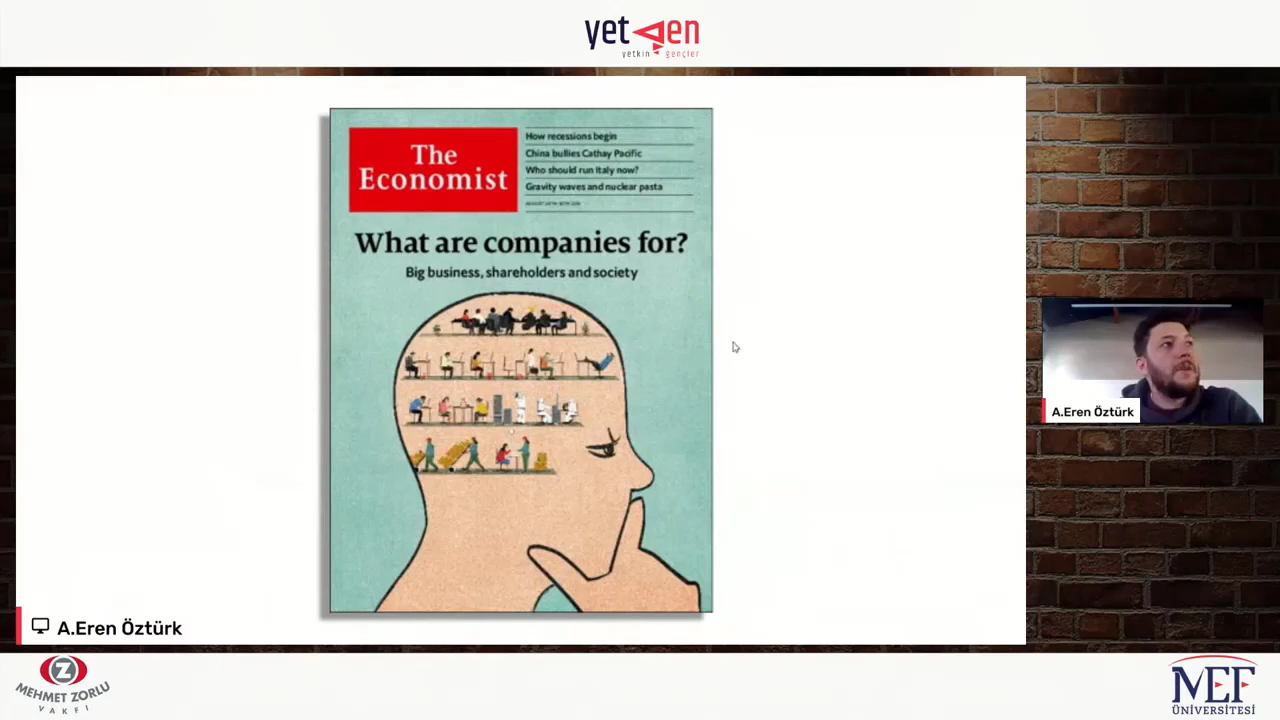 yetgen
yetkin gençler
The
Economist
How recessions begin
China bullies Cathay Pacific
Who should run Italy now?
Gravity waves and nuclear pasta
What are companies for?
Big business, shareholders and society
A.Eren Öztürk
A.Eren Öztürk
MEHMET ZORLU
VAKFI
MEF
ÜNİVERSİTESİ